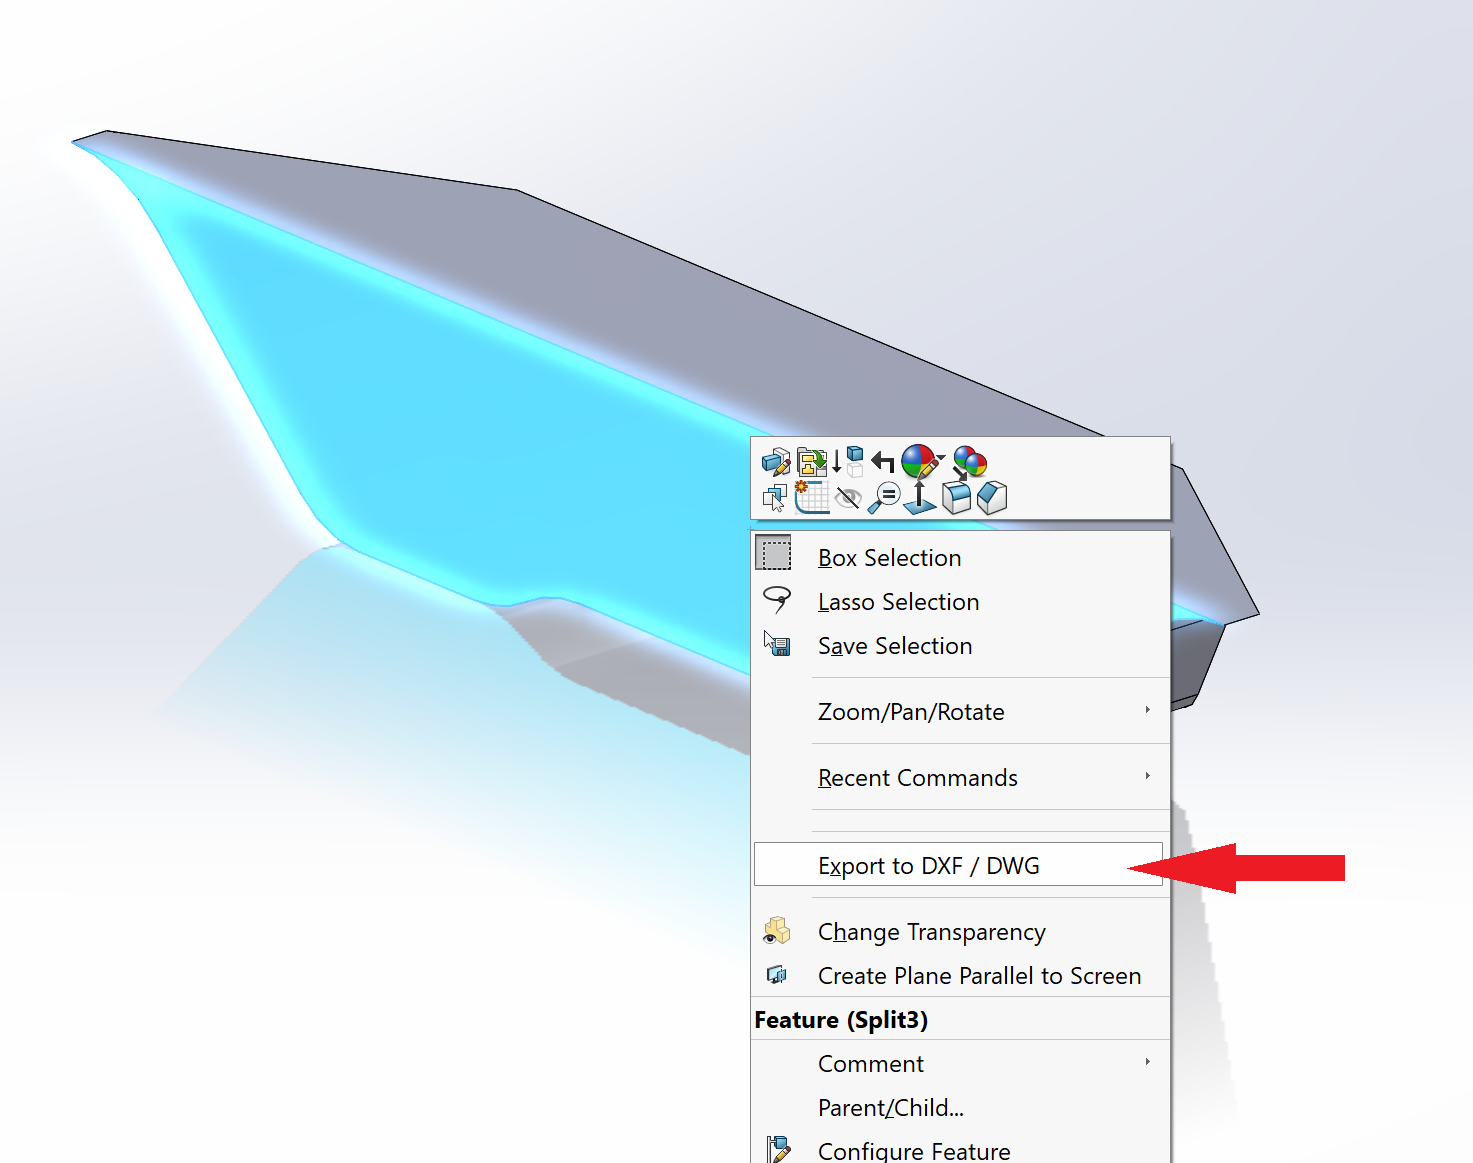 Box Selection
Lasso Selection
Save Selection
Zoom/Pan/Rotate
Recent Commands
Export to DXF / DWG
Change Transparency
Create Plane Parallel to Screen
Feature (Split3)
Comment
Parent/Child...
Configure Feature